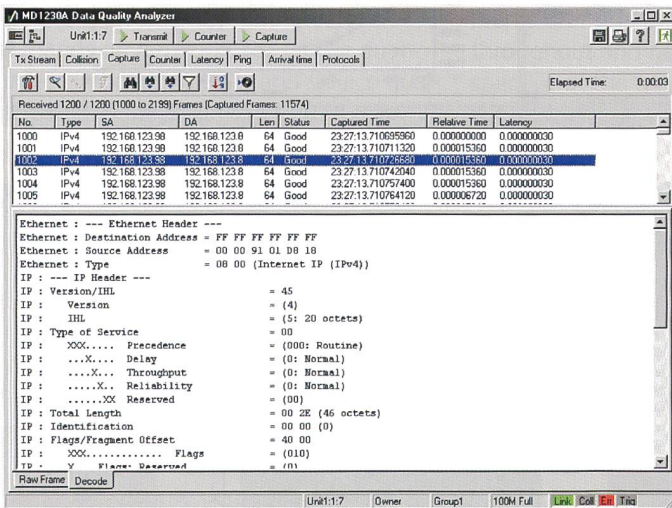 MD1230A Data Quality Analyzer
Unit1:1:7 Transmit Counter Capture
Tx Stream Collision Capture Counter Latency Ping Arrival time Protocols
Elapsed Time: 0:00:03
Received 1200 / 1200 (1000 to 2199) Frames (Captured Frames: 11574)
No. Type SA DA Len Status Captured Time Relative Time Latency
1000 IPv4 192.168.123.98 192.168.123.8 64 Good 23:27:13.710695960 0.000000000 0.000000030
1001 IPv4 192.168.123.98 192.168.123.8 64 Good 23:27:13.710711320 0.000015360 0.000000030
1002 IPv4 192.168.123.98 192.168.123.8 64 Good 23:27:13.710726680 0.000015360 0.000000030
1003 IPv4 192.168.123.98 192.168.123.8 64 Good 23:27:13.710742040 0.000015360 0.000000030
1004 IPv4 192.168.123.98 192.168.123.8 64 Good 23:27:13.710757400 0.000015360 0.000000030
1005 IPv4 192.168.123.98 192.168.123.8 64 Good 23:27:13.710764120 0.000006720 0.000000030
Ethernet : --- Ethernet Header ---
Ethernet : Destination Address = FF FF FF FF FF FF
Ethernet : Source Address = 00 00 91 01 D8 18
Ethernet : Type = 08 00 (Internet IP (IPv4))
IP : --- IP Header ---
IP : Version/IHL = 45
IP : Version = (4)
IP : IHL = (5: 20 octets)
IP : Type of Service = 00
IP : XXX..... Precedence = (000: Routine)
IP : ...X.... Delay = (0: Normal)
IP : ....X... Throughput = (0: Normal)
IP : .....X.. Reliability = (0: Normal)
IP : ......XX Reserved = (00)
IP : Total Length = 00 2E (46 octets)
IP : Identification = 00 00 (0)
IP : Flags/Fragment Offset = 40 00
IP : XXX............. Flags = (010)
IP : X Flags: Reserved = (0)
Raw Frame Decode
Unit1:1:7 Owner Group1 100M Full Link Coll Err Trig